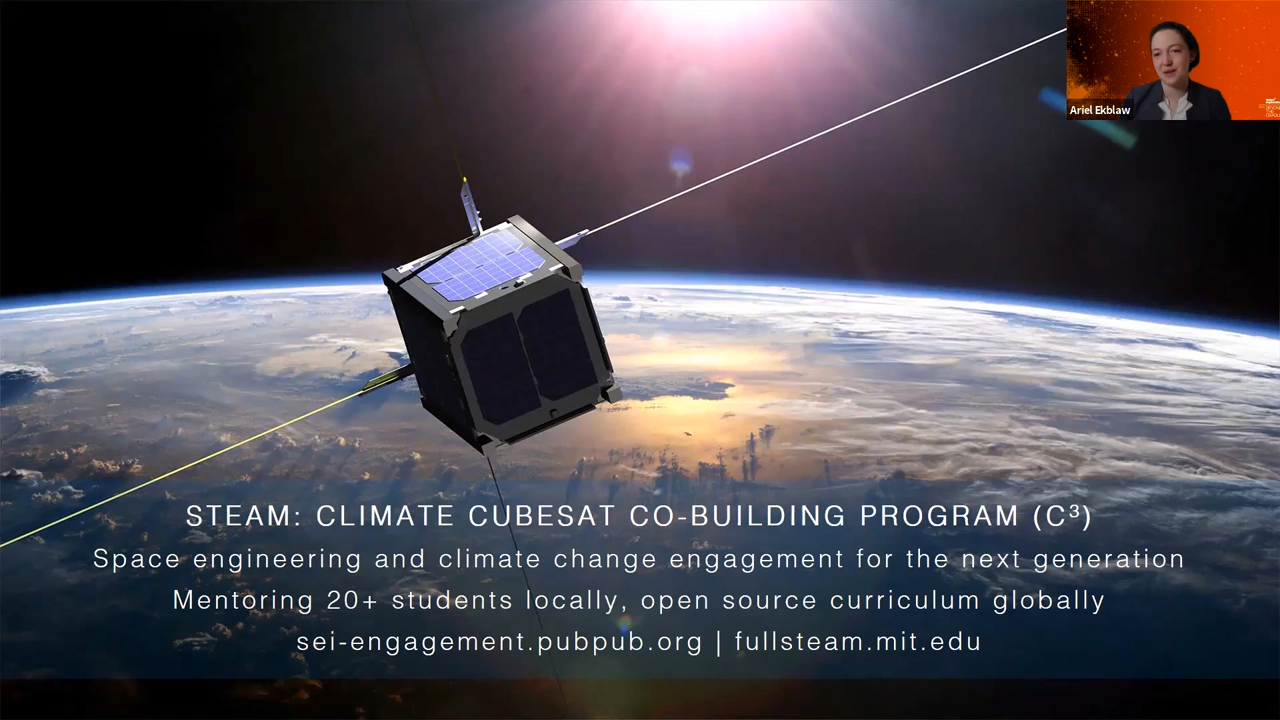 Ariel Ekblaw
STEAM: CLIMATE CUBESAT CO-BUILDING PROGRAM (C³)
Space engineering and climate change engagement for the next generation
Mentoring 20+ students locally, open source curriculum globally
sei-engagement.pubpub.org | fullsteam.mit.edu